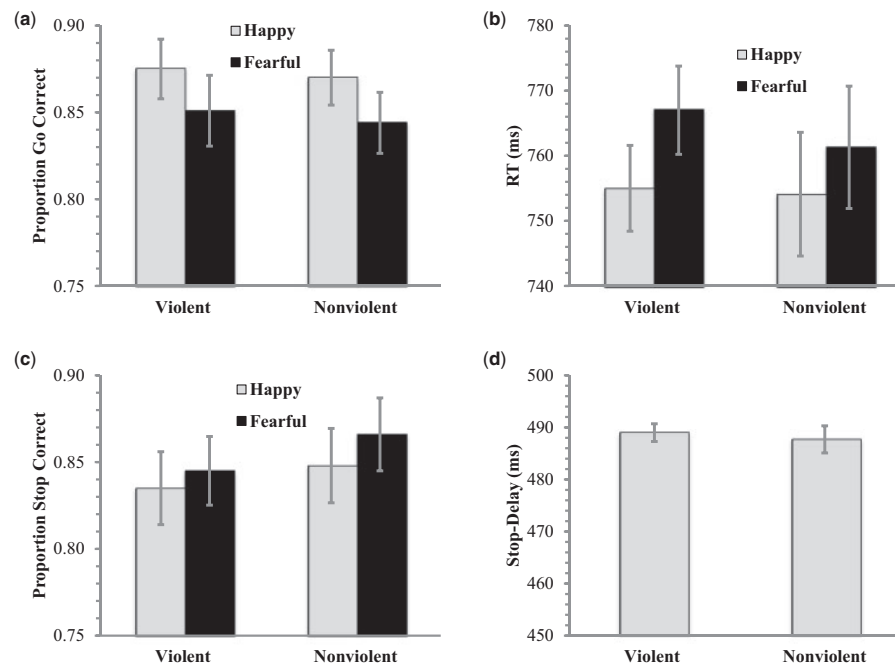 (a)
0.90
0.85
0.80
0.75
Proportion Go Correct
Happy
Fearful
Violent
Nonviolent
(b)
780
770
760
750
740
RT (ms)
Happy
Fearful
Violent
Nonviolent
(c)
0.90
0.85
0.80
0.75
Proportion Stop Correct
Happy
Fearful
Violent
Nonviolent
(d)
500
490
480
470
460
450
Stop-Delay (ms)
Violent
Nonviolent